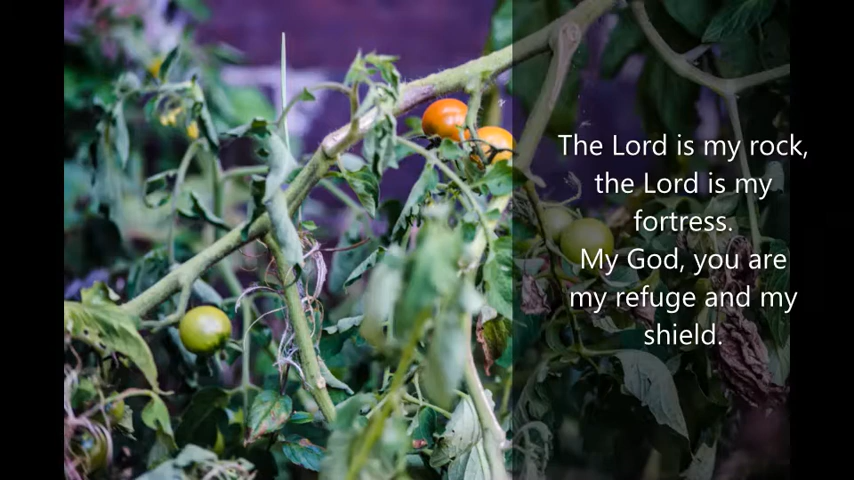 The Lord is my rock,
the Lord is my
fortress.
My God, you are
my refuge and my
shield.